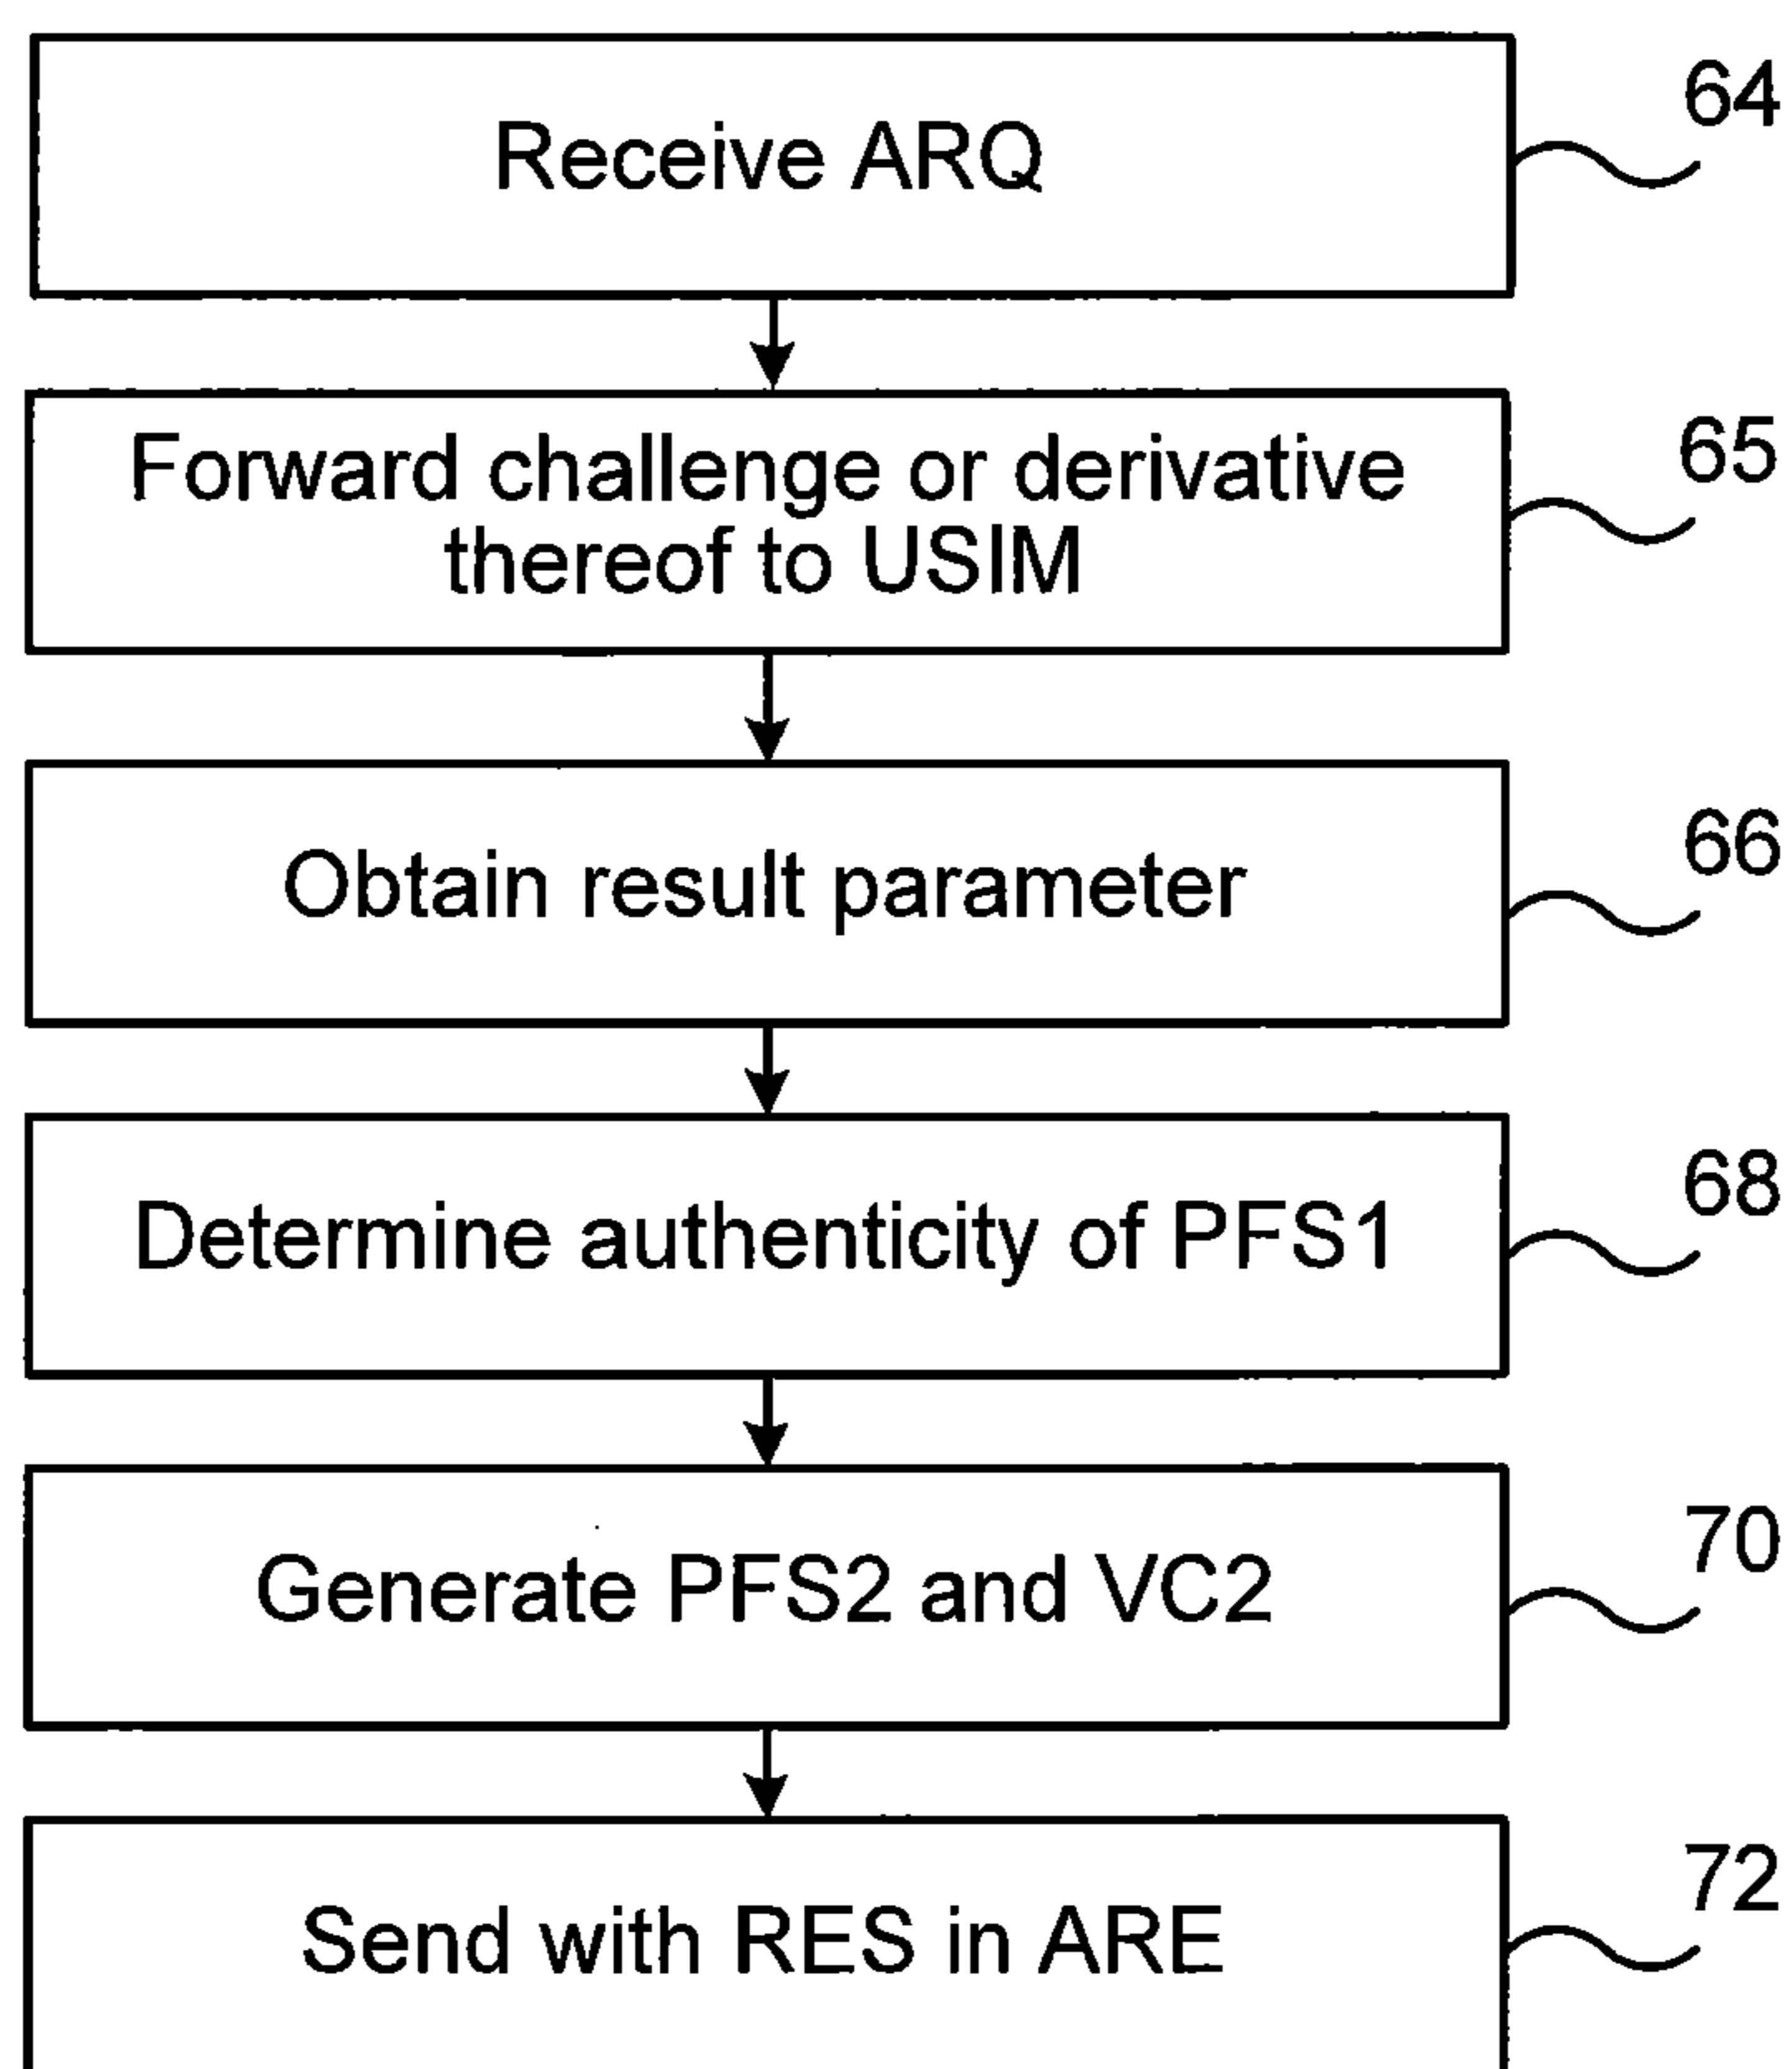 Receive ARQ
64
Forward challenge or derivative
thereof to USIM
65
Obtain result parameter
66
Determine authenticity of PFS1
68
Generate PFS2 and VC2
70
Send with RES in ARE
72